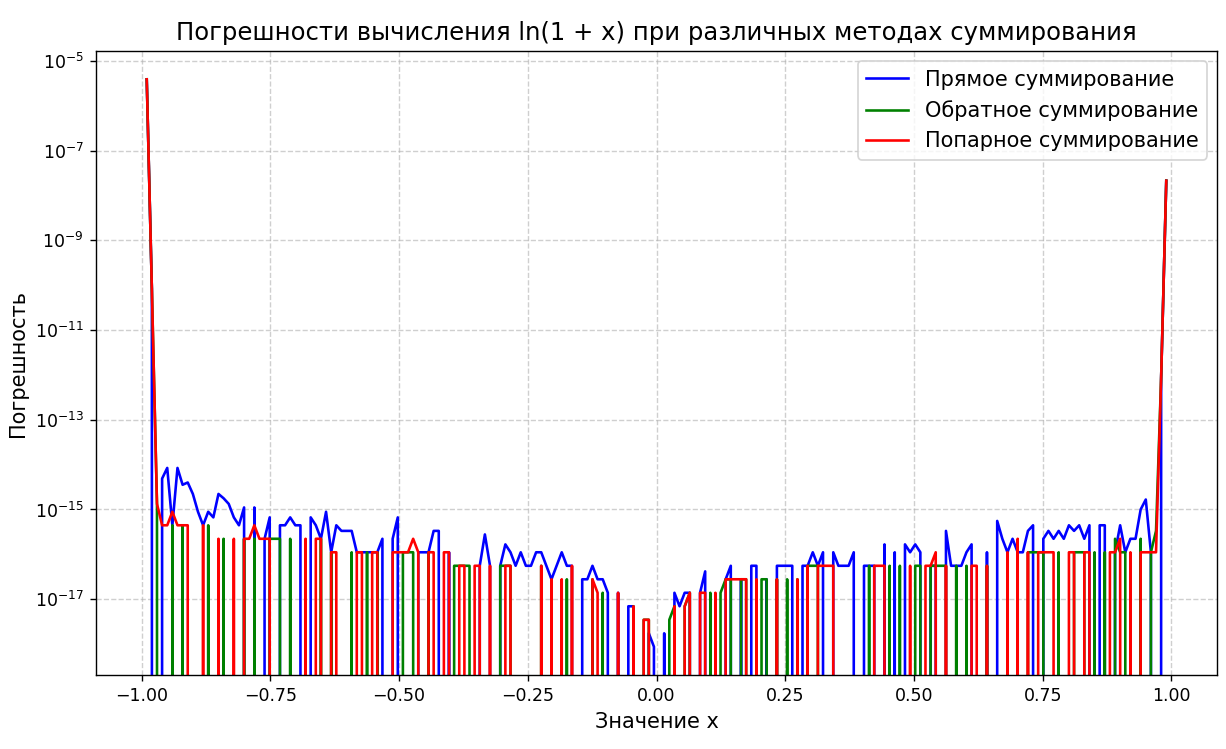 Погрешности вычисления ln(1 + x) при различных методах суммирования
Прямое суммирование
Обратное суммирование
Попарное суммирование
Погрешность
10⁻⁵
10⁻⁷
10⁻⁹
10⁻¹¹
10⁻¹³
10⁻¹⁵
10⁻¹⁷
−1.00 −0.75 −0.50 −0.25 0.00 0.25 0.50 0.75 1.00
Значение x